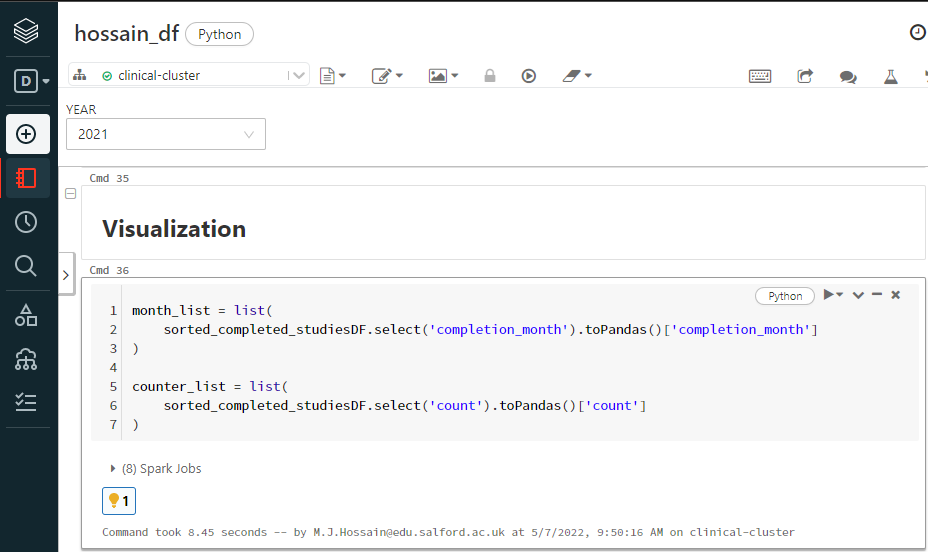 hossain_df Python
D
clinical-cluster
YEAR
2021
Cmd 35
Visualization
Cmd 36
Python
1 month_list = list(
2     sorted_completed_studiesDF.select('completion_month').toPandas()['completion_month']
3 )
4
5 counter_list = list(
6     sorted_completed_studiesDF.select('count').toPandas()['count']
7 )
(8) Spark Jobs
1
Command took 8.45 seconds -- by M.J.Hossain@edu.salford.ac.uk at 5/7/2022, 9:50:16 AM on clinical-cluster